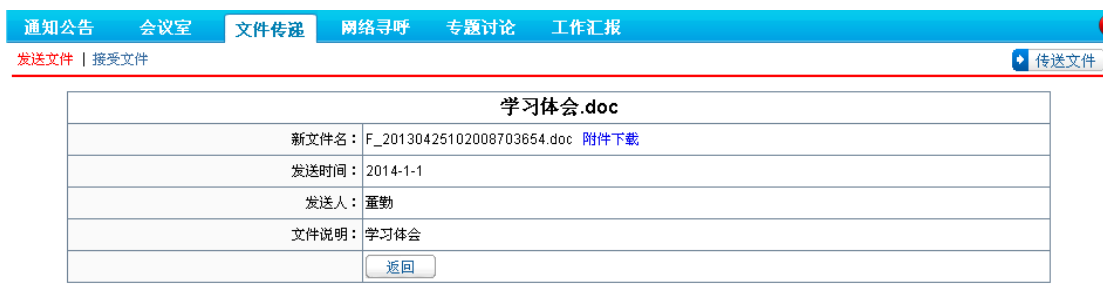 通知公告 会议室 文件传递 网络寻呼 专题讨论 工作汇报
发送文件 | 接受文件 传送文件
学习体会.doc
新文件名： F_20130425102008703654.doc 附件下载
发送时间： 2014-1-1
发送人： 董勤
文件说明： 学习体会
返回